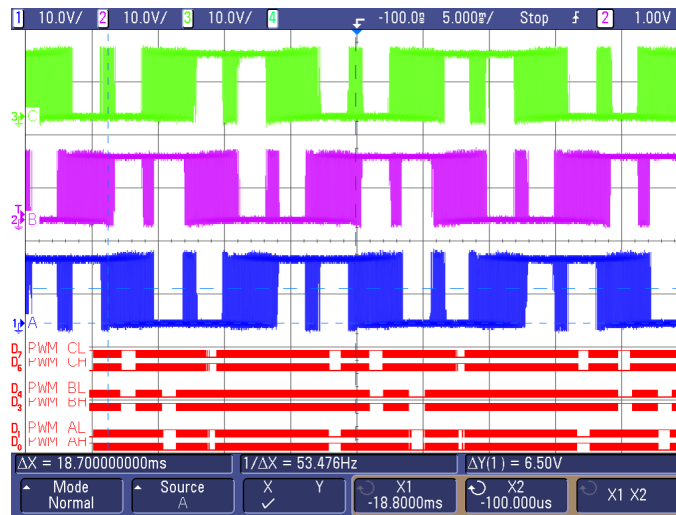 1 10.0V/ 2 10.0V/ 3 10.0V/ 4 -100.0us 5.000ms/ Stop 2 1.00V
3 C
T
2 B
1 A
D7 PWM CL
D6 PWM CH
D4 PWM BL
D3 PWM BH
D1 PWM AL
D0 PWM AH
ΔX = 18.700000000ms 1/ΔX = 53.476Hz ΔY(1) = 6.50V
Mode Source X Y X1 X2 X1 X2
Normal A ✓ -18.8000ms -100.000us